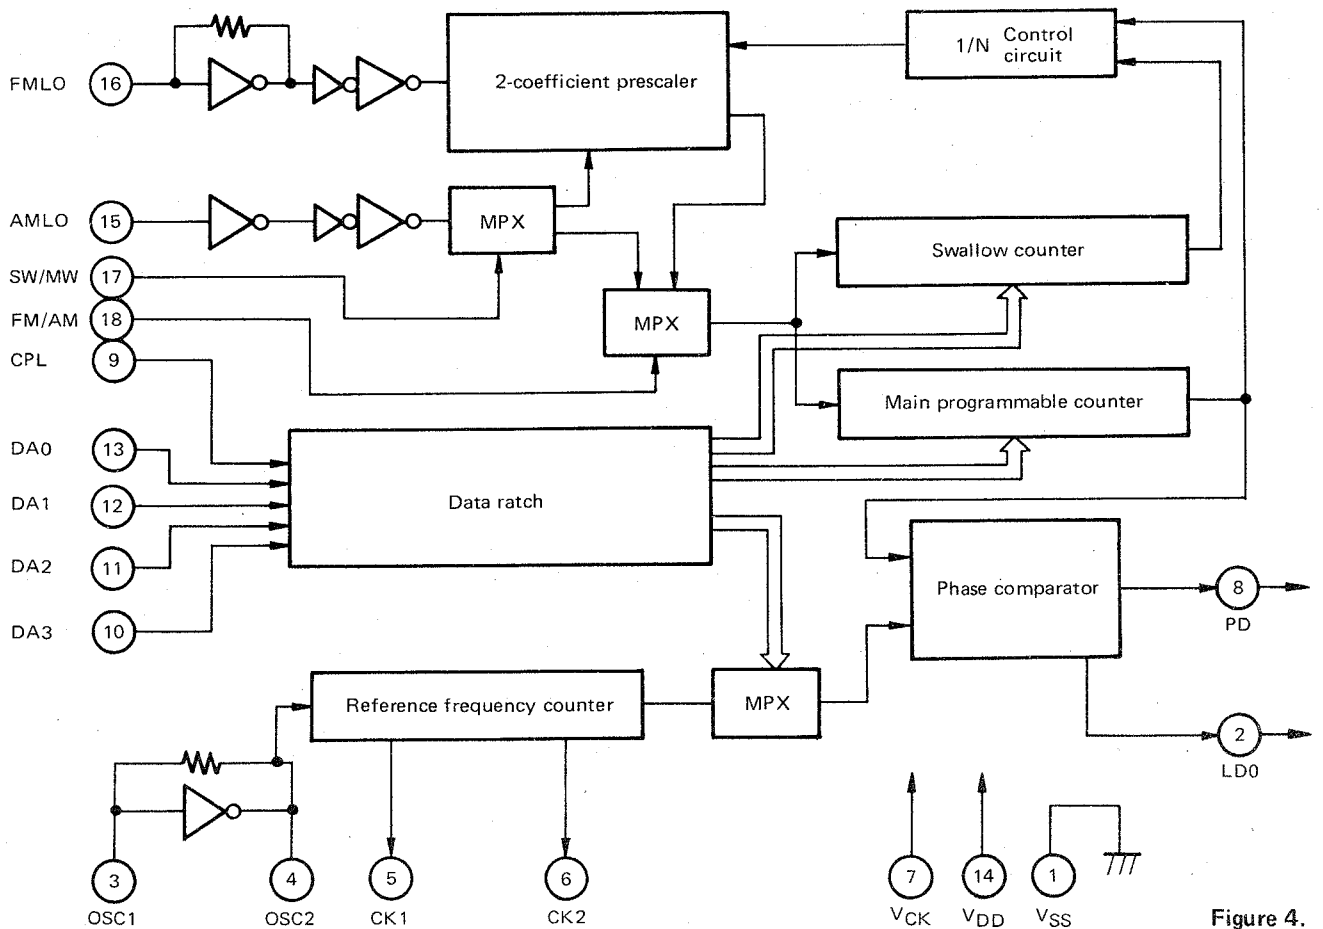 FMLO 16
2-coefficient prescaler
1/N Control circuit
AMLO 15
MPX
SW/MW 17
FM/AM 18
CPL 9
MPX
Swallow counter
Main programmable counter
DA0 13
DA1 12
DA2 11
DA3 10
Data ratch
Phase comparator
8
PD
Reference frequency counter
MPX
2
LD0
3
OSC1
4
OSC2
5
CK1
6
CK2
7
VCK
14
VDD
1
VSS
Figure 4.